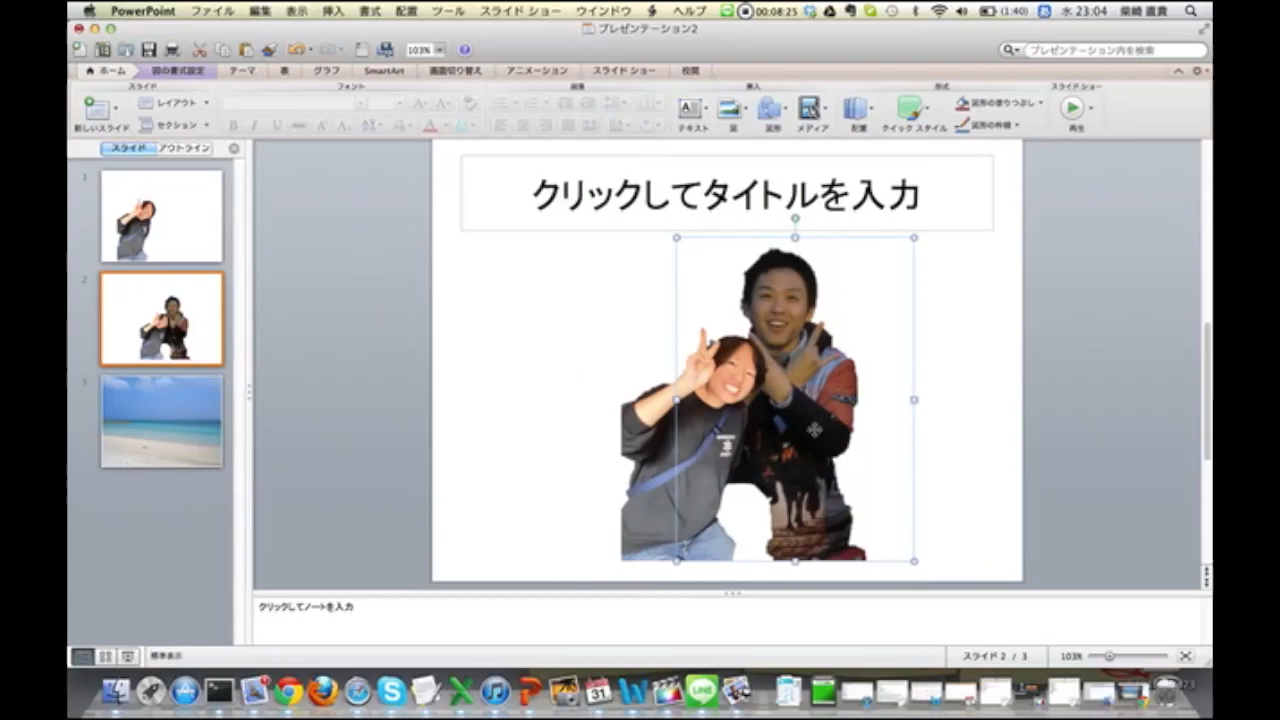 PowerPoint ファイル 編集 表示 挿入 書式 配置 ツール スライド ショー ウインドウ ヘルプ 00:08:25 (1:40) 水 23:04 柴崎 直貴
プレゼンテーション2
103% プレゼンテーション内を検索
ホーム 図の書式設定 テーマ 表 グラフ SmartArt 画面切り替え アニメーション スライド ショー 校閲
スライド フォント 段落 挿入 書式 スライド ショー
新しいスライド レイアウト セクション テキスト 図 図形 メディア 配置 クイック スタイル 図形の塗りつぶし 図形の枠線 再生
スライド アウトライン
1
2
3
クリックしてタイトルを入力
クリックしてノートを入力
標準表示 スライド 2 / 3 103%
31
LINE